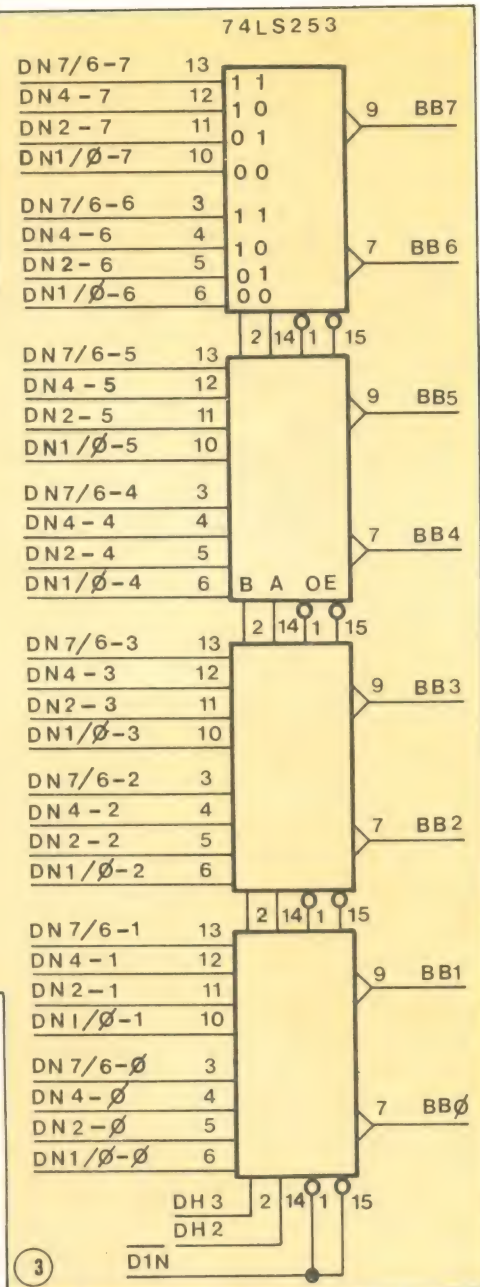 74LS253
DN7/6-7 13 1 1
DN4-7 12 1 0 9 BB7
DN2-7 11 0 1
DN1/Ø-7 10 0 0
DN7/6-6 3 1 1
DN4-6 4 1 0 7 BB6
DN2-6 5 0 1
DN1/Ø-6 6 0 0
2 14 1 15
DN7/6-5 13
DN4-5 12 9 BB5
DN2-5 11
DN1/Ø-5 10
DN7/6-4 3
DN4-4 4
DN2-4 5 7 BB4
DN1/Ø-4 6 B A OE
2 14 1 15
DN7/6-3 13
DN4-3 12 9 BB3
DN2-3 11
DN1/Ø-3 10
DN7/6-2 3
DN4-2 4 7 BB2
DN2-2 5
DN1/Ø-2 6
2 14 1 15
DN7/6-1 13
DN4-1 12 9 BB1
DN2-1 11
DN1/Ø-1 10
DN7/6-Ø 3
DN4-Ø 4 7 BBØ
DN2-Ø 5
DN1/Ø-Ø 6
DH3 2 14 1 15
DH2
D1N
3